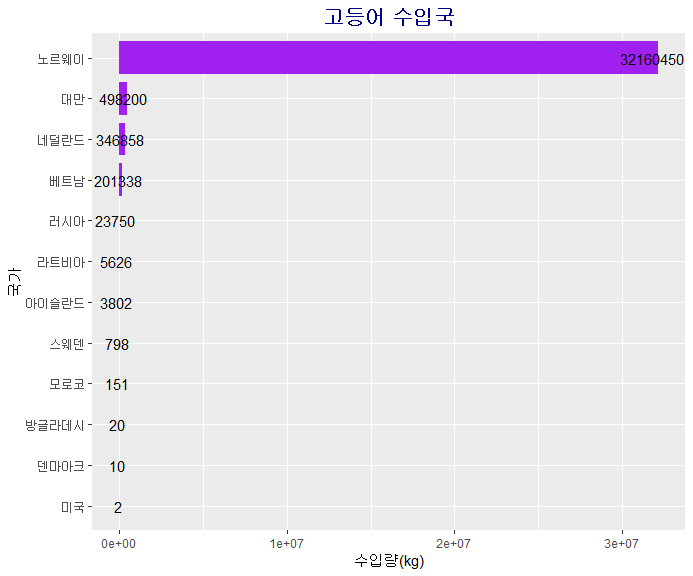 고등어 수입국
노르웨이 32160450
대만 498200
네덜란드 346858
베트남 201338
러시아 23750
라트비아 5626
아이슬란드 3802
스웨덴 798
모로코 151
방글라데시 20
덴마아크 10
미국 2
국가
0e+00 1e+07 2e+07 3e+07
수입량(kg)